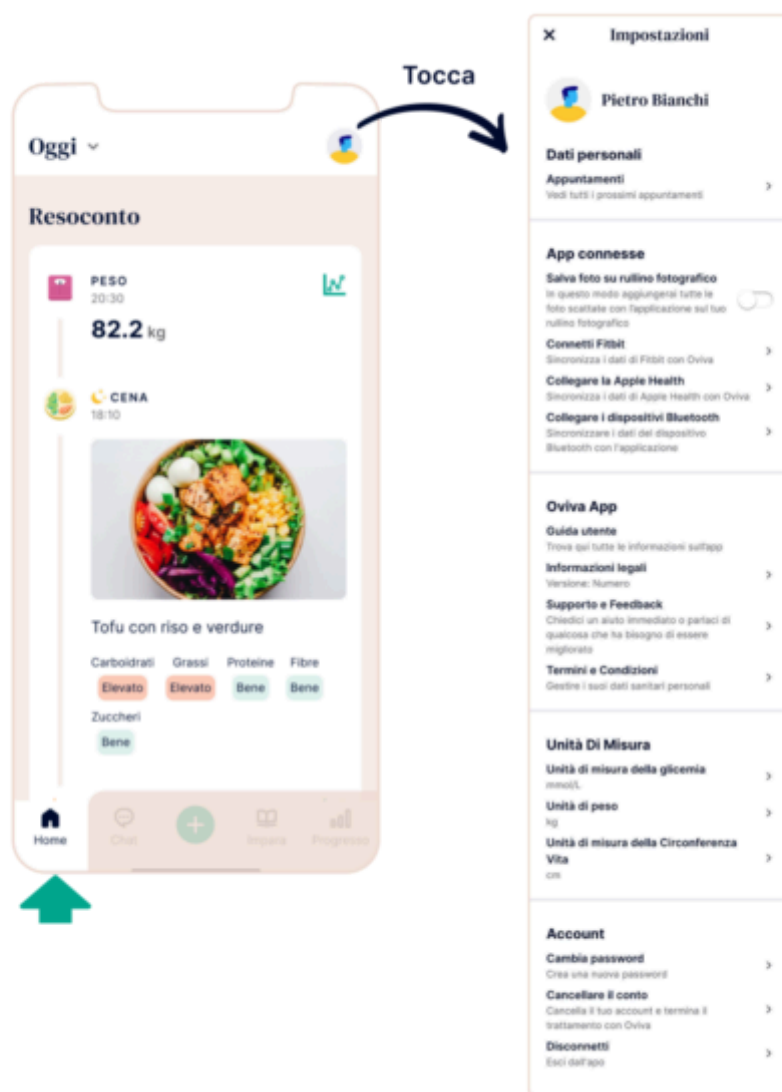 Tocca
Oggi
Resoconto
PESO
20:30
82.2 kg
CENA
18:10
Tofu con riso e verdure
Carboidrati Grassi Proteine Fibre
Elevato Elevato Bene Bene
Zuccheri
Bene
Home Chat Impara Progresso
Impostazioni
Pietro Bianchi
Dati personali
Appuntamenti
Vedi tutti i prossimi appuntamenti
App connesse
Salva foto su rullino fotografico
In questo modo aggiungerai tutte le
foto scattate con l'applicazione sul tuo
rullino fotografico
Connetti Fitbit
Sincronizza i dati di Fitbit con Oviva
Collegare la Apple Health
Sincronizza i dati di Apple Health con Oviva
Collegare i dispositivi Bluetooth
Sincronizzare i dati del dispositivo
Bluetooth con l'applicazione
Oviva App
Guida utente
Trova qui tutte le informazioni sull'app
Informazioni legali
Versione: Numero
Supporto e Feedback
Chiedici un aiuto immediato o parlaci di
qualcosa che ha bisogno di essere
migliorato
Termini e Condizioni
Gestire i suoi dati sanitari personali
Unità Di Misura
Unità di misura della glicemia
mmol/L
Unità di peso
kg
Unità di misura della Circonferenza
Vita
cm
Account
Cambia password
Crea una nuova password
Cancellare il conto
Cancella il tuo account e termina il
trattamento con Oviva
Disconnetti
Esci dall'app